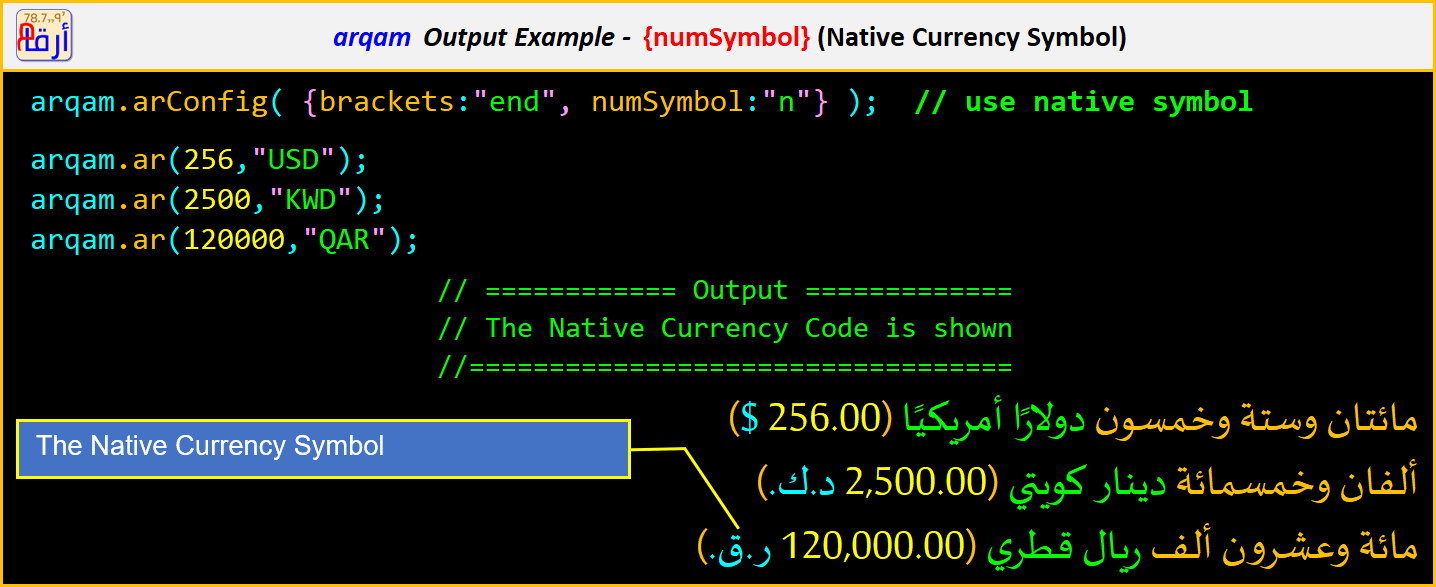 78.7,,9٬
أرقام
arqam Output Example - {numSymbol} (Native Currency Symbol)
arqam.arConfig( {brackets:"end", numSymbol:"n"} ); // use native symbol
arqam.ar(256,"USD");
arqam.ar(2500,"KWD");
arqam.ar(120000,"QAR");
// ============ Output =============
// The Native Currency Code is shown
//==================================
مائتان وستة وخمسون دولارًا أمريكيًا (256.00 $)
The Native Currency Symbol
ألفان وخمسمائة دينار كويتي (2,500.00 د.ك.)
مائة وعشرون ألف ريال قطري (120,000.00 ر.ق.)